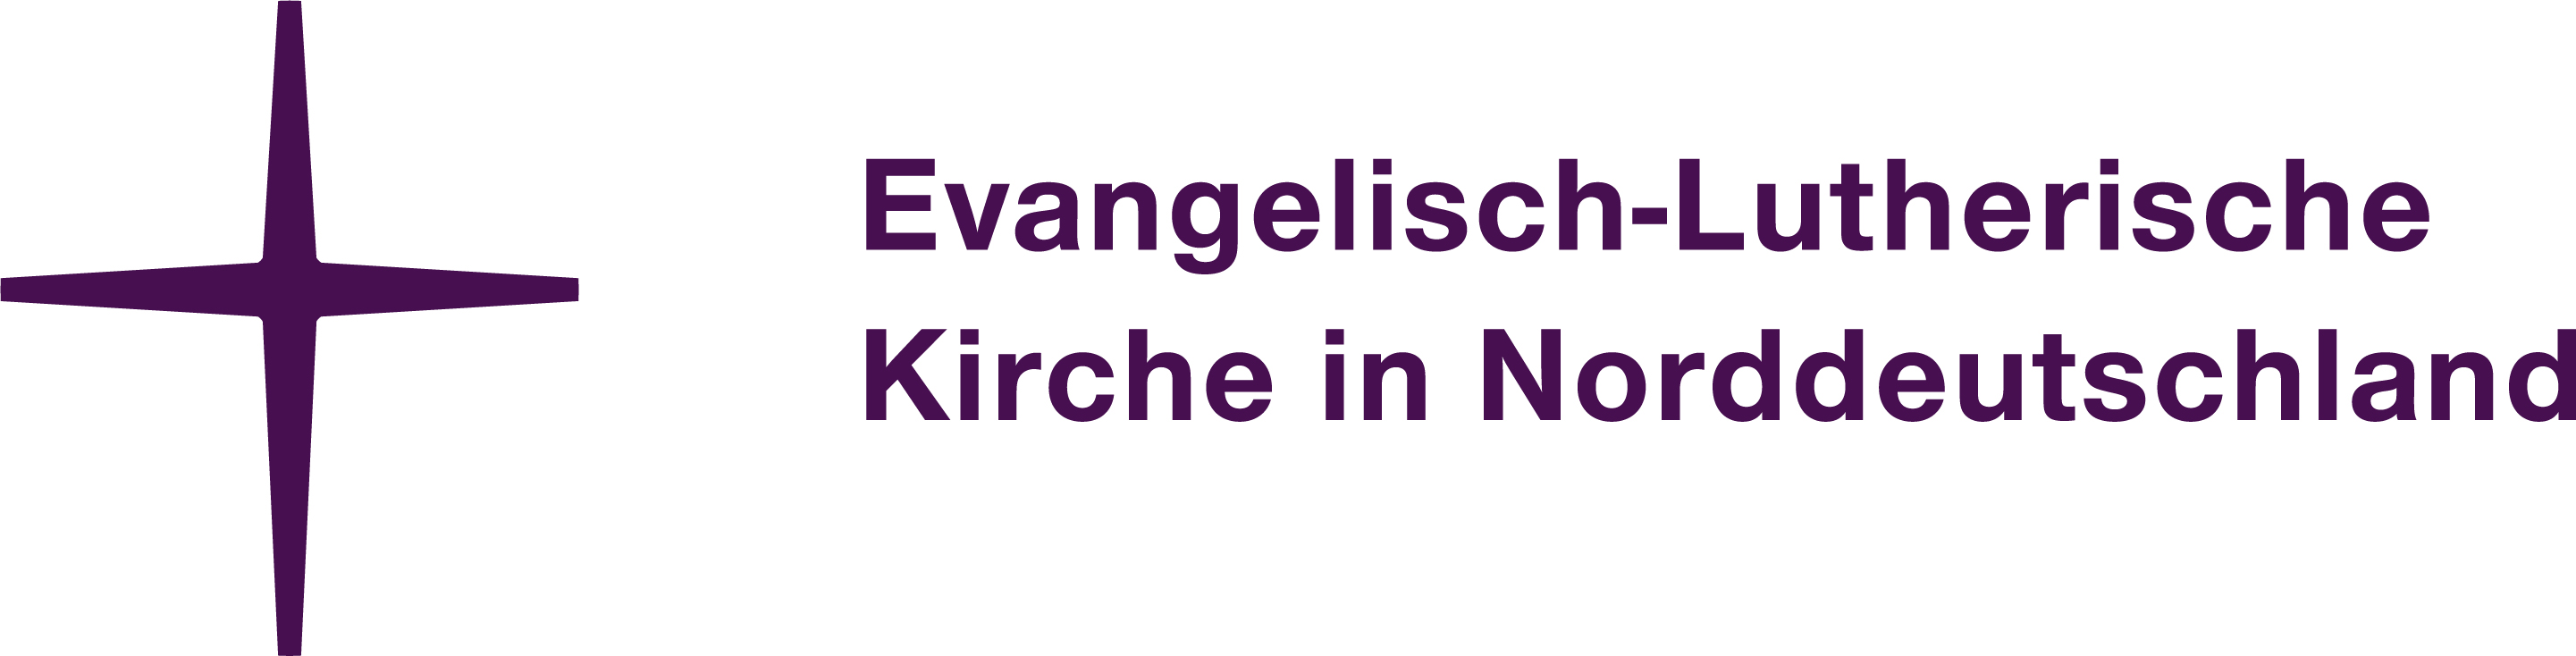 Evangelisch-Lutherische
Kirche in Norddeutschland